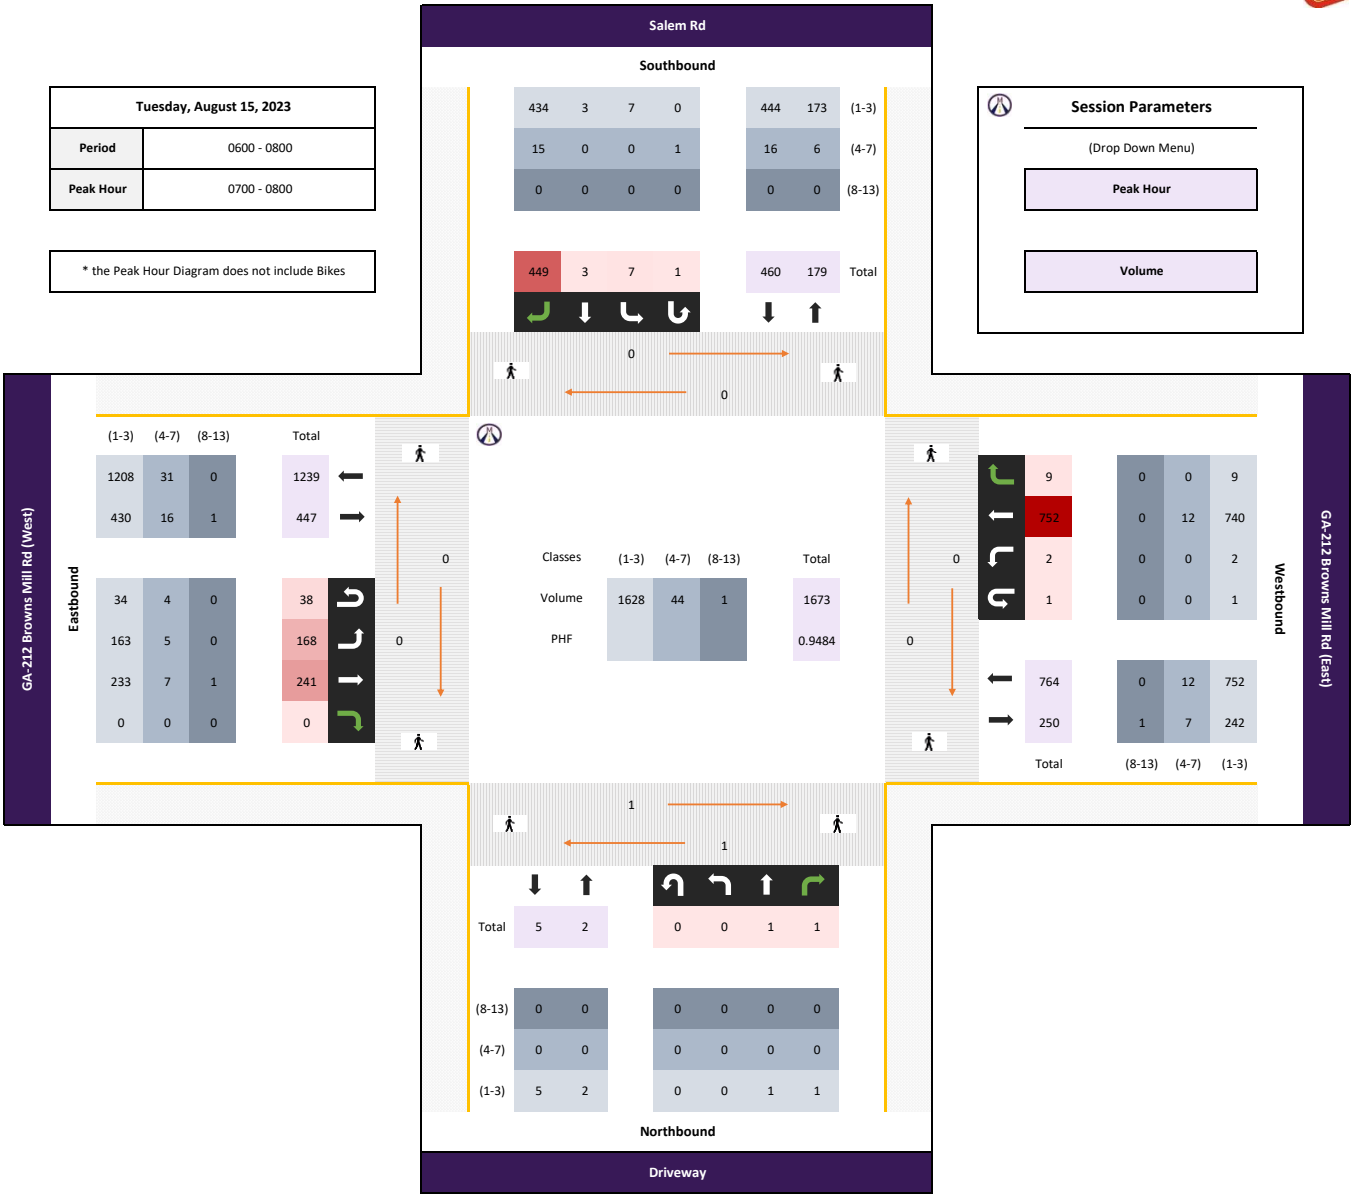 Salem Rd
Southbound
434 3 7 0 444 173 (1-3)
15 0 0 1 16 6 (4-7)
0 0 0 0 0 0 (8-13)
449 3 7 1 460 179 Total
0
0
Tuesday, August 15, 2023
Period 0600 - 0800
Peak Hour 0700 - 0800
* the Peak Hour Diagram does not include Bikes
Session Parameters
(Drop Down Menu)
Peak Hour
Volume
GA-212 Browns Mill Rd (West)
Eastbound
(1-3) (4-7) (8-13) Total
1208 31 0 1239
430 16 1 447
34 4 0 38
163 5 0 168
233 7 1 241
0 0 0 0
0
0
Classes (1-3) (4-7) (8-13) Total
Volume 1628 44 1 1673
PHF 0.9484
0
0
9 0 0 9
752 0 12 740
2 0 0 2
1 0 0 1
764 0 12 752
250 1 7 242
Total (8-13) (4-7) (1-3)
Westbound
GA-212 Browns Mill Rd (East)
1
1
Total 5 2 0 0 1 1
(8-13) 0 0 0 0 0 0
(4-7) 0 0 0 0 0 0
(1-3) 5 2 0 0 1 1
Northbound
Driveway